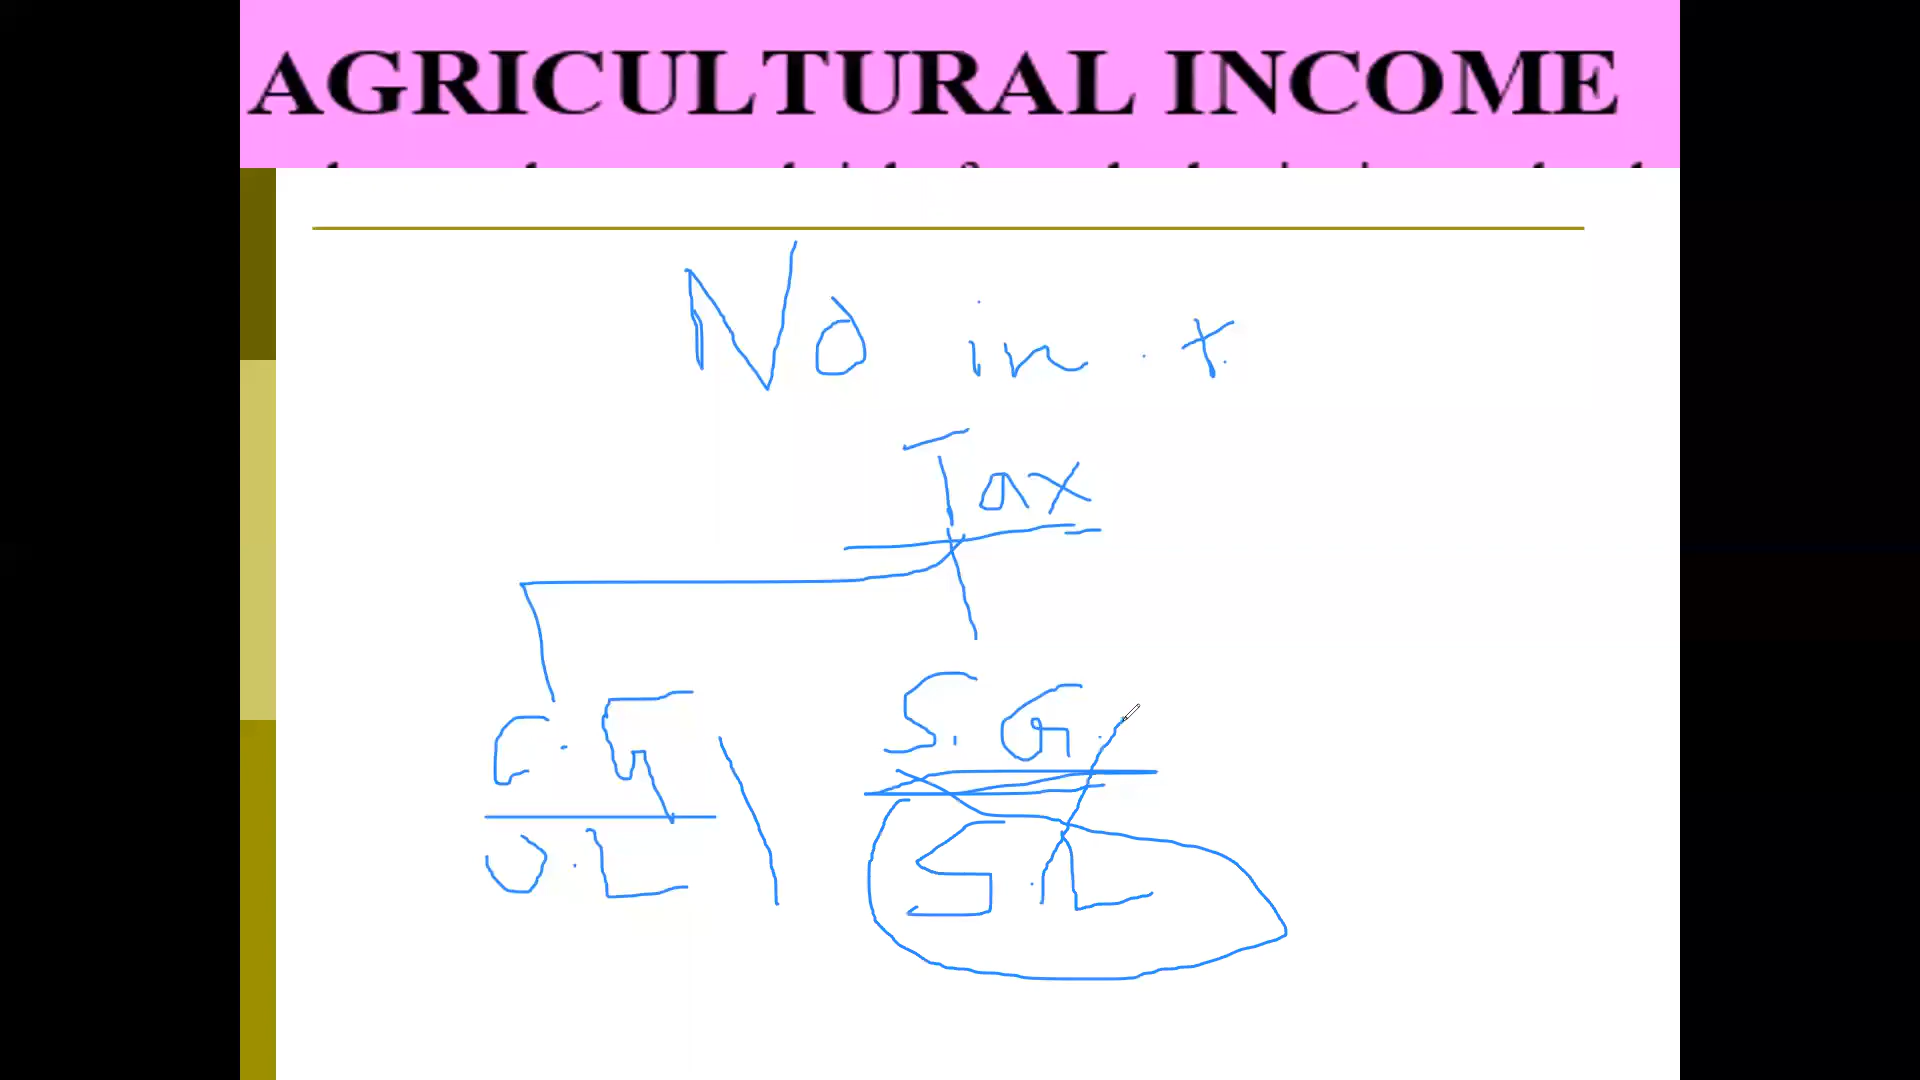 AGRICULTURAL INCOME
No in . t.
Tax
C.G S.G.
U.L S.L